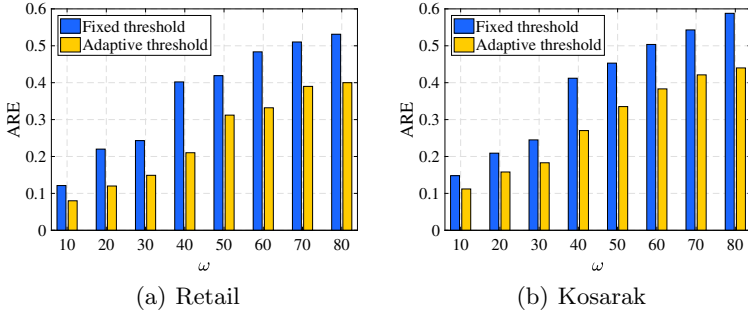 0.6
0.5
0.4
0.3
0.2
0.1
0
ARE
Fixed threshold
Adaptive threshold
10 20 30 40 50 60 70 80
ω
(a) Retail
0.6
0.5
0.4
0.3
0.2
0.1
0
ARE
Fixed threshold
Adaptive threshold
10 20 30 40 50 60 70 80
ω
(b) Kosarak